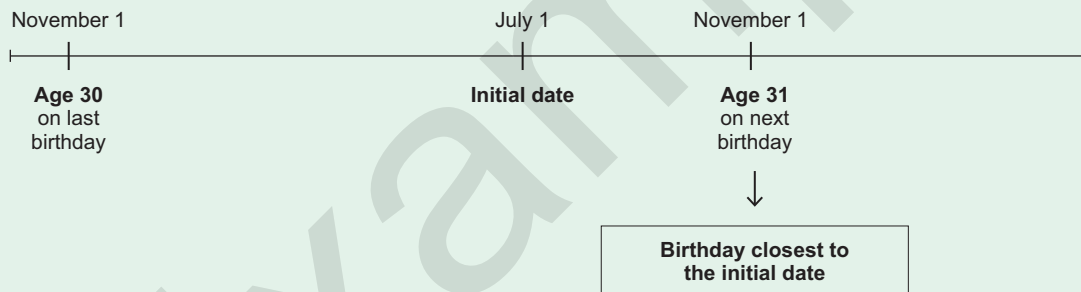 November 1
July 1
November 1
Age 30
on last
birthday
Initial date
Age 31
on next
birthday
Birthday closest to
the initial date